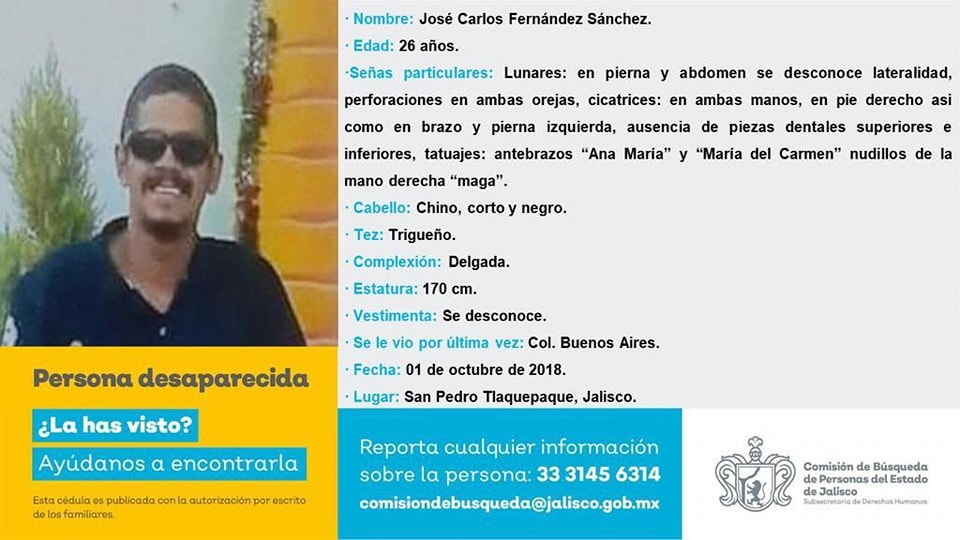 · Nombre: José Carlos Fernández Sánchez.
· Edad: 26 años.
·Señas particulares: Lunares: en pierna y abdomen se desconoce lateralidad,
perforaciones en ambas orejas, cicatrices: en ambas manos, en pie derecho asi
como en brazo y pierna izquierda, ausencia de piezas dentales superiores e
inferiores, tatuajes: antebrazos “Ana María” y “María del Carmen” nudillos de la
mano derecha “maga”.
· Cabello: Chino, corto y negro.
· Tez: Trigueño.
· Complexión: Delgada.
· Estatura: 170 cm.
· Vestimenta: Se desconoce.
· Se le vio por última vez: Col. Buenos Aires.
· Fecha: 01 de octubre de 2018.
· Lugar: San Pedro Tlaquepaque, Jalisco.
Persona desaparecida
¿La has visto?
Ayúdanos a encontrarla
Esta cédula es publicada con la autorización por escrito
de los familiares.
Reporta cualquier información
sobre la persona: 33 3145 6314
comisiondebusqueda@jalisco.gob.mx
Comisión de Búsqueda
de Personas del Estado
de Jalisco
Subsecretaría de Derechos Humanos